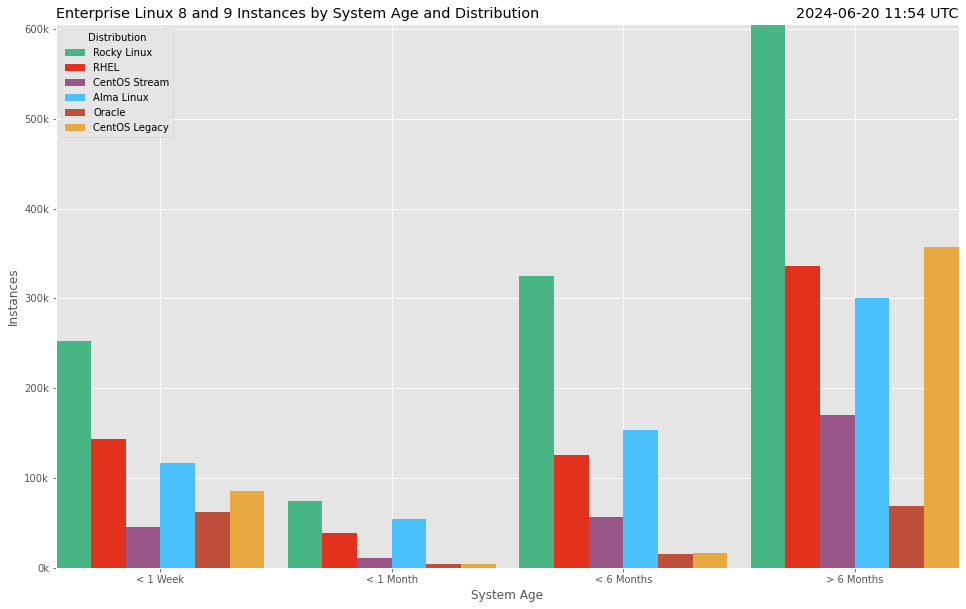 Enterprise Linux 8 and 9 Instances by System Age and Distribution
2024-06-20 11:54 UTC
Distribution
Rocky Linux
RHEL
CentOS Stream
Alma Linux
Oracle
CentOS Legacy
600k
500k
400k
300k
200k
100k
0k
Instances
< 1 Week
< 1 Month
< 6 Months
> 6 Months
System Age